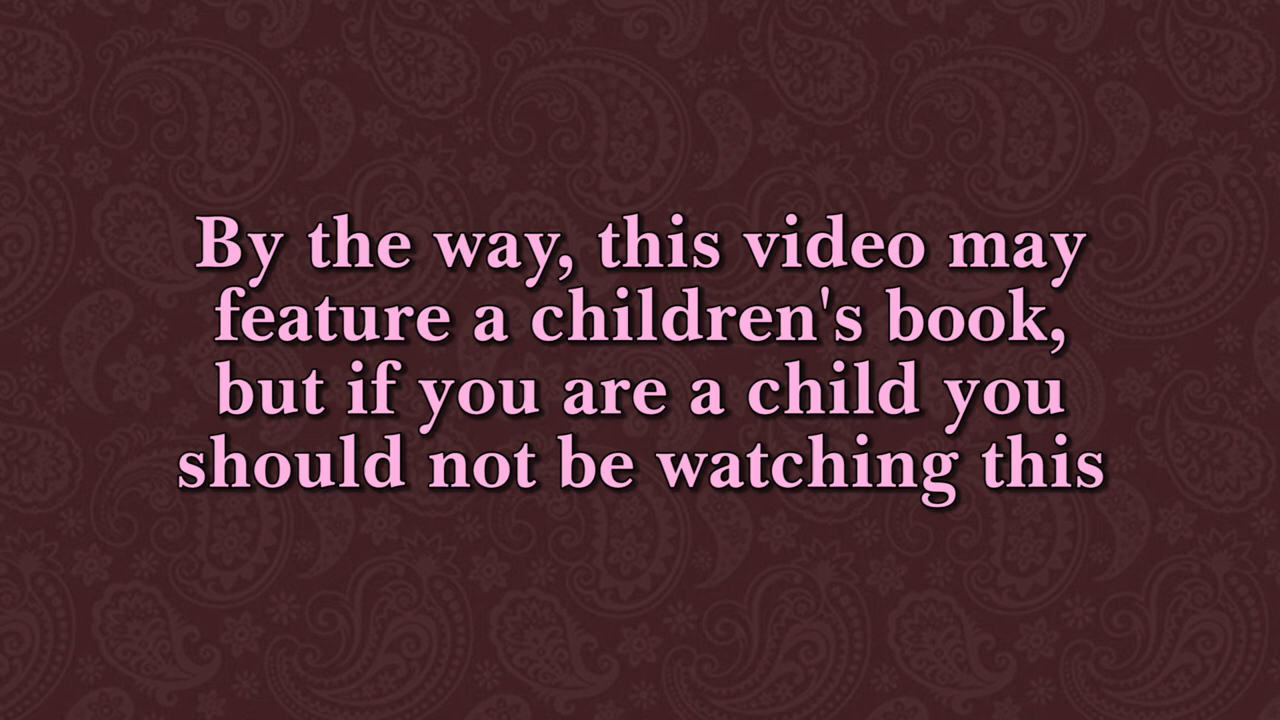 By the way, this video may
feature a children's book,
but if you are a child you
should not be watching this